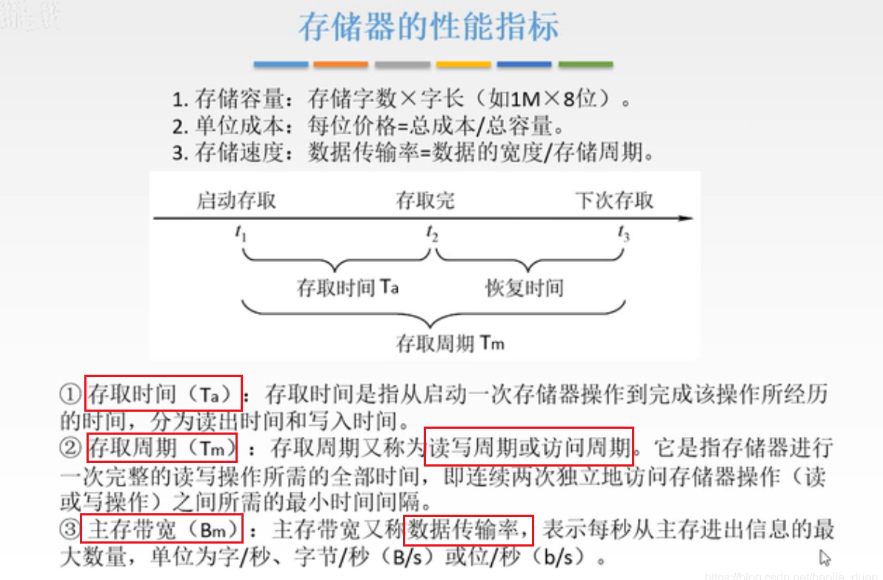 存储器的性能指标
1. 存储容量：存储字数×字长（如1M×8位）。
2. 单位成本：每位价格=总成本/总容量。
3. 存储速度：数据传输率=数据的宽度/存储周期。
启动存取 存取完 下次存取
t1 t2 t3
存取时间 Ta 恢复时间
存取周期 Tm
① 存取时间（Ta）：存取时间是指从启动一次存储器操作到完成该操作所经历
的时间，分为读出时间和写入时间。
② 存取周期（Tm）：存取周期又称为读写周期或访问周期。它是指存储器进行
一次完整的读写操作所需的全部时间，即连续两次独立地访问存储器操作（读
或写操作）之间所需的最小时间间隔。
③ 主存带宽（Bm）：主存带宽又称数据传输率，表示每秒从主存进出信息的最
大数量，单位为字/秒、字节/秒（B/s）或位/秒（b/s）。